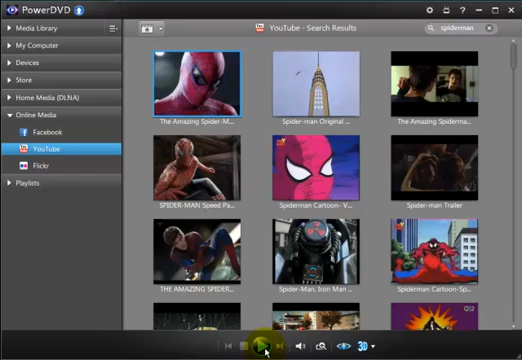 PowerDVD
Media Library
My Computer
Devices
Store
Home Media (DLNA)
Online Media
Facebook
YouTube
Flickr
Playlists
YouTube - Search Results
spiderman
The Amazing Spider-M...
Spider-man Original ...
The Amazing Spiderma...
SPIDER-MAN Speed Pa...
Spiderman Cartoon- V...
Spider-man Trailer
THE AMAZING SPIDER...
Spider-Man, Iron Man ...
Spiderman Cartoon-Sp...
3D